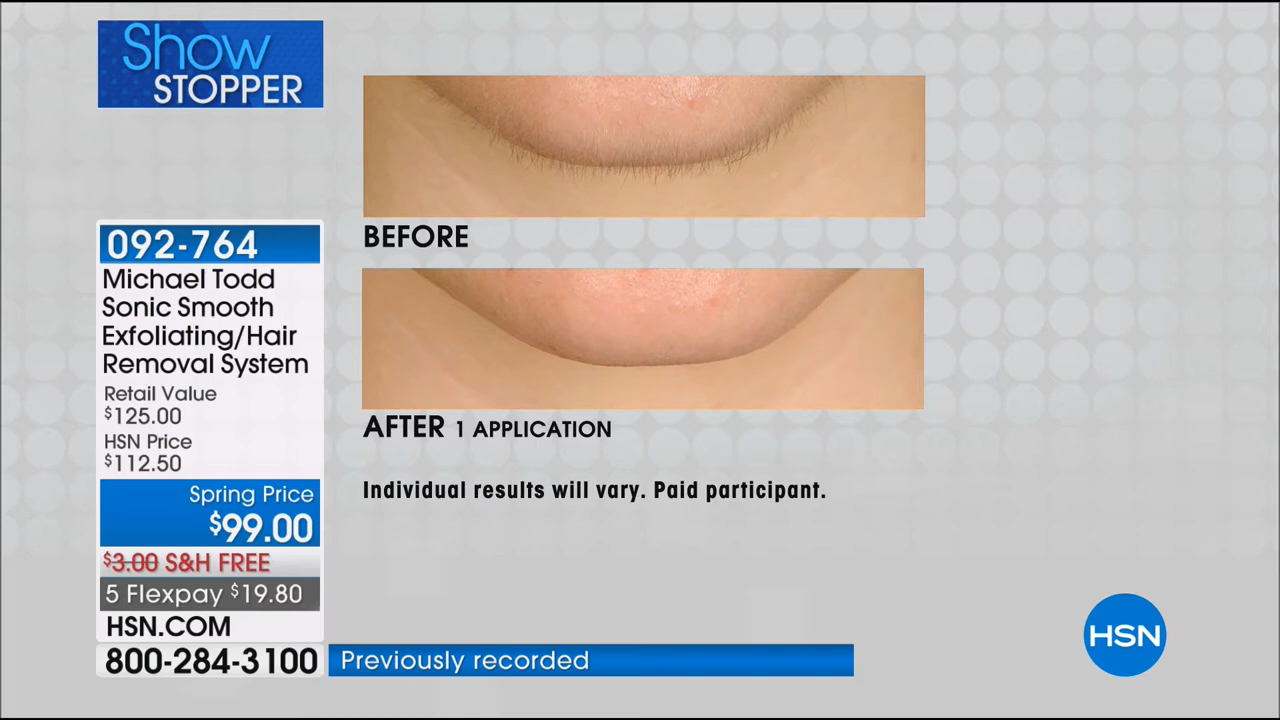 Show
STOPPER
BEFORE
092-764
Michael Todd
Sonic Smooth
Exfoliating/Hair
Removal System
Retail Value
$125.00
HSN Price
$112.50
Spring Price
$99.00
$3.00 S&H FREE
5 Flexpay $19.80
HSN.COM
800-284-3100
AFTER 1 APPLICATION
Individual results will vary. Paid participant.
Previously recorded
HSN